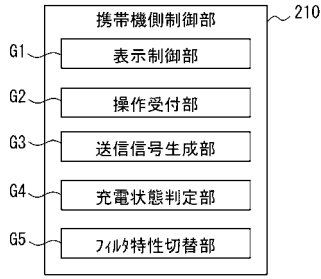 携帯機側制御部 210
G1 表示制御部
G2 操作受付部
G3 送信信号生成部
G4 充電状態判定部
G5 フィルタ特性切替部